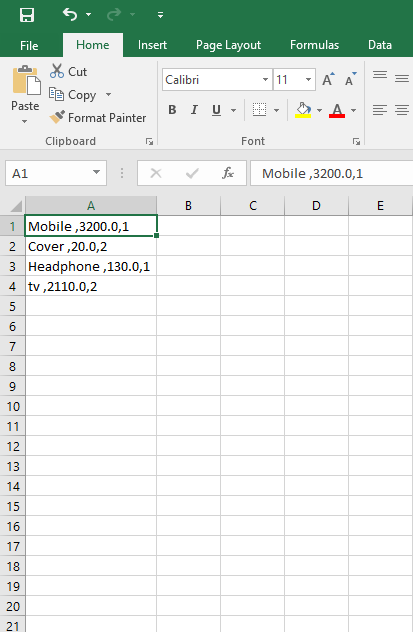 File Home Insert Page Layout Formulas Data
Cut
Copy
Format Painter
Paste
Clipboard
Calibri 11 A A
B I U A
Font
A1 fx Mobile ,3200.0,1
A B C D E
1 Mobile ,3200.0,1
2 Cover ,20.0,2
3 Headphone ,130.0,1
4 tv ,2110.0,2
5
6
7
8
9
10
11
12
13
14
15
16
17
18
19
20
21